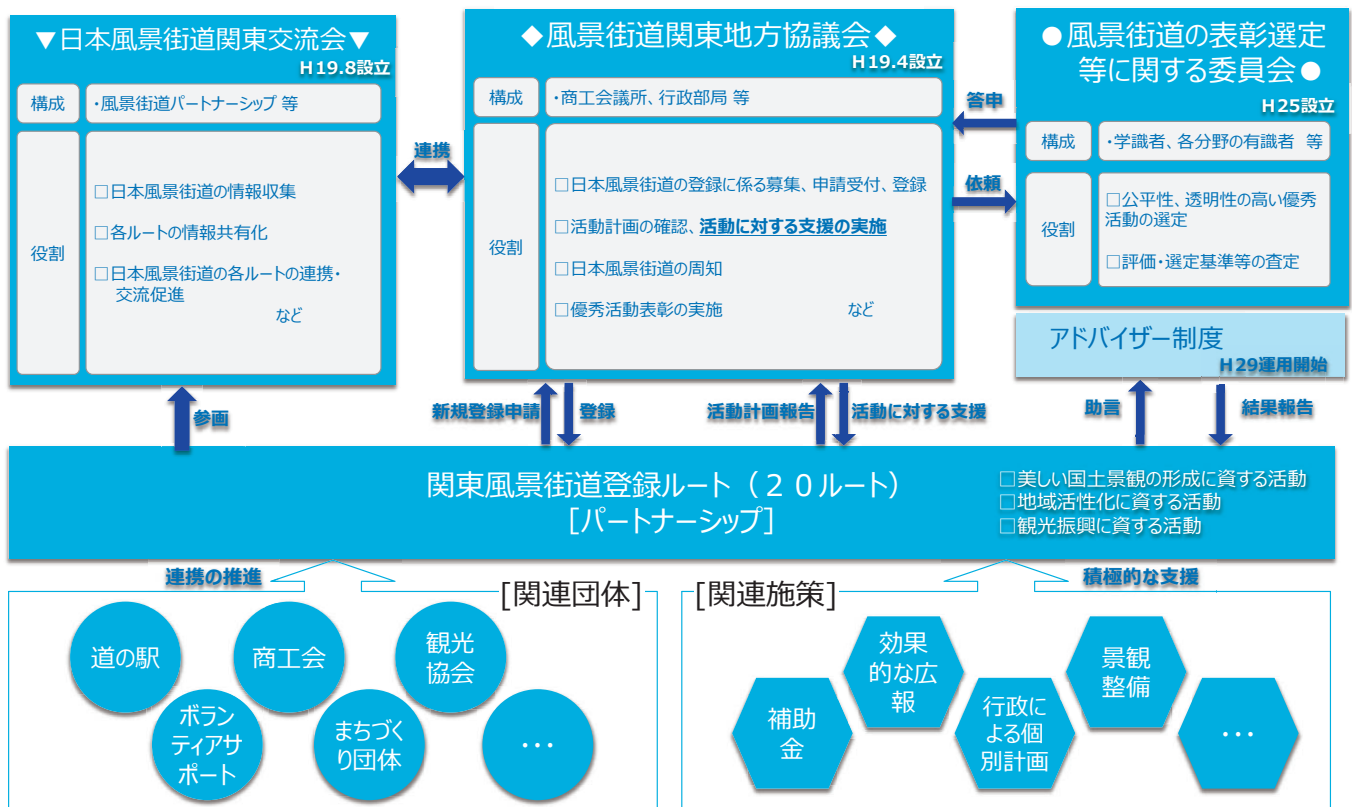 ▼日本風景街道関東交流会▼
H19.8設立
構成
・風景街道パートナーシップ 等
役割
□日本風景街道の情報収集
□各ルートの情報共有化
□日本風景街道の各ルートの連携・
交流促進
など
連携
◆風景街道関東地方協議会◆
H19.4設立
構成
・商工会議所、行政部局 等
役割
□日本風景街道の登録に係る募集、申請受付、登録
□活動計画の確認、活動に対する支援の実施
□日本風景街道の周知
□優秀活動表彰の実施 など
答申
依頼
●風景街道の表彰選定
等に関する委員会●
H25設立
構成
・学識者、各分野の有識者 等
役割
□公平性、透明性の高い優秀
活動の選定
□評価・選定基準等の査定
アドバイザー制度
H29運用開始
参画
新規登録申請
登録
活動計画報告
活動に対する支援
助言
結果報告
関東風景街道登録ルート（２０ルート）
[パートナーシップ]
□美しい国土景観の形成に資する活動
□地域活性化に資する活動
□観光振興に資する活動
連携の推進
[関連団体]
道の駅
商工会
観光
協会
ボラン
ティアサ
ポート
まちづく
り団体
…
積極的な支援
[関連施策]
補助
金
効果
的な広
報
行政に
よる個
別計画
景観
整備
…